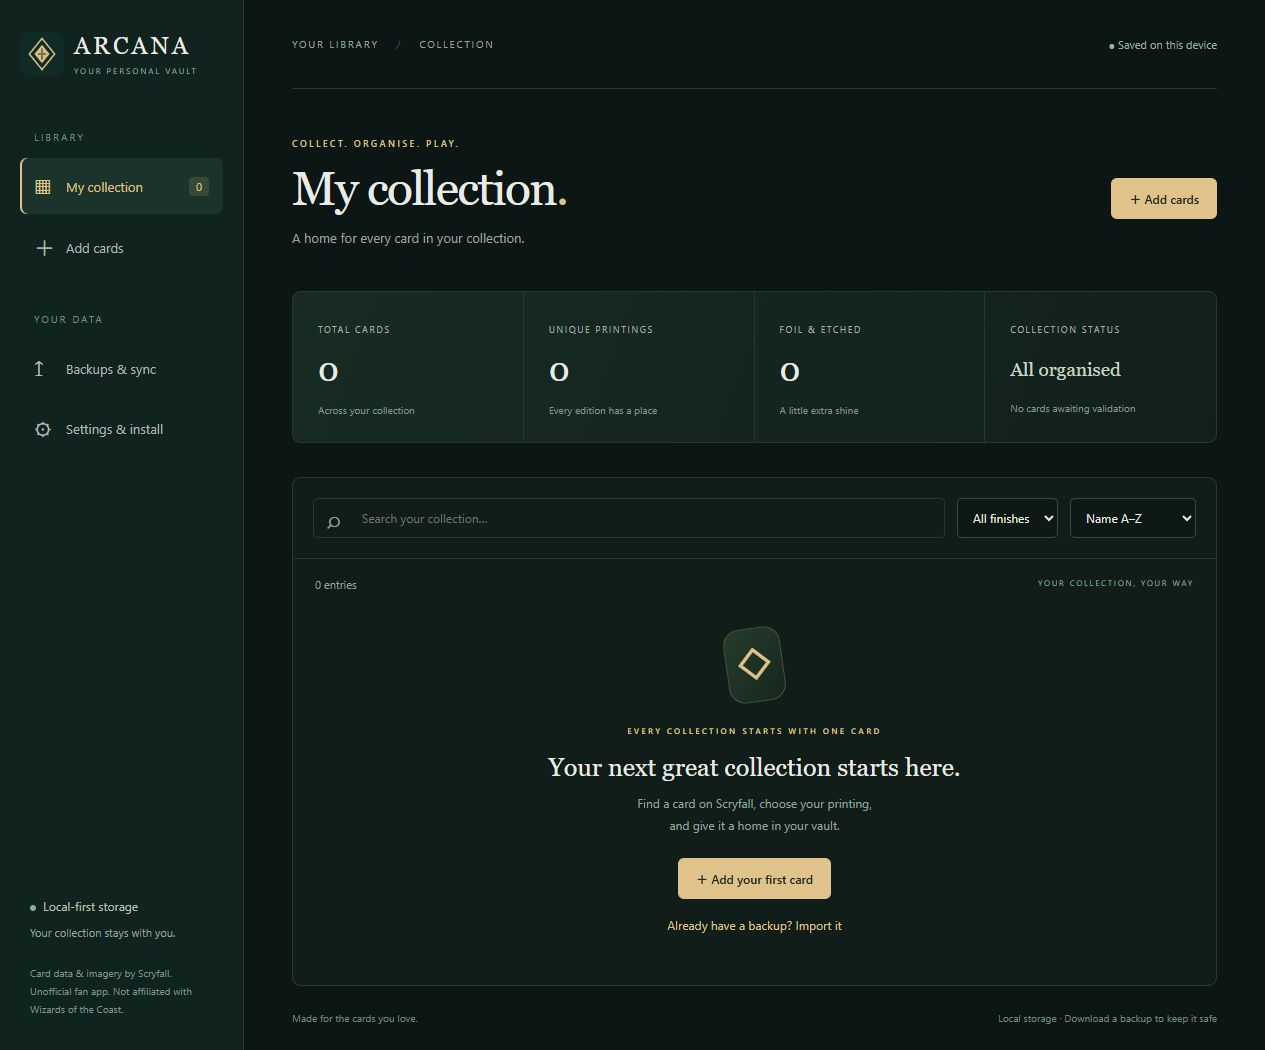 ARCANA
YOUR PERSONAL VAULT
LIBRARY
My collection
0
Add cards
YOUR DATA
Backups & sync
Settings & install
Local-first storage
Your collection stays with you.
Card data & imagery by Scryfall.
Unofficial fan app. Not affiliated with
Wizards of the Coast.
YOUR LIBRARY / COLLECTION
Saved on this device
COLLECT. ORGANISE. PLAY.
My collection.
A home for every card in your collection.
+ Add cards
TOTAL CARDS
0
Across your collection
UNIQUE PRINTINGS
0
Every edition has a place
FOIL & ETCHED
0
A little extra shine
COLLECTION STATUS
All organised
No cards awaiting validation
Search your collection...
All finishes
Name A–Z
0 entries
YOUR COLLECTION, YOUR WAY
EVERY COLLECTION STARTS WITH ONE CARD
Your next great collection starts here.
Find a card on Scryfall, choose your printing,
and give it a home in your vault.
+ Add your first card
Already have a backup? Import it
Made for the cards you love.
Local storage · Download a backup to keep it safe